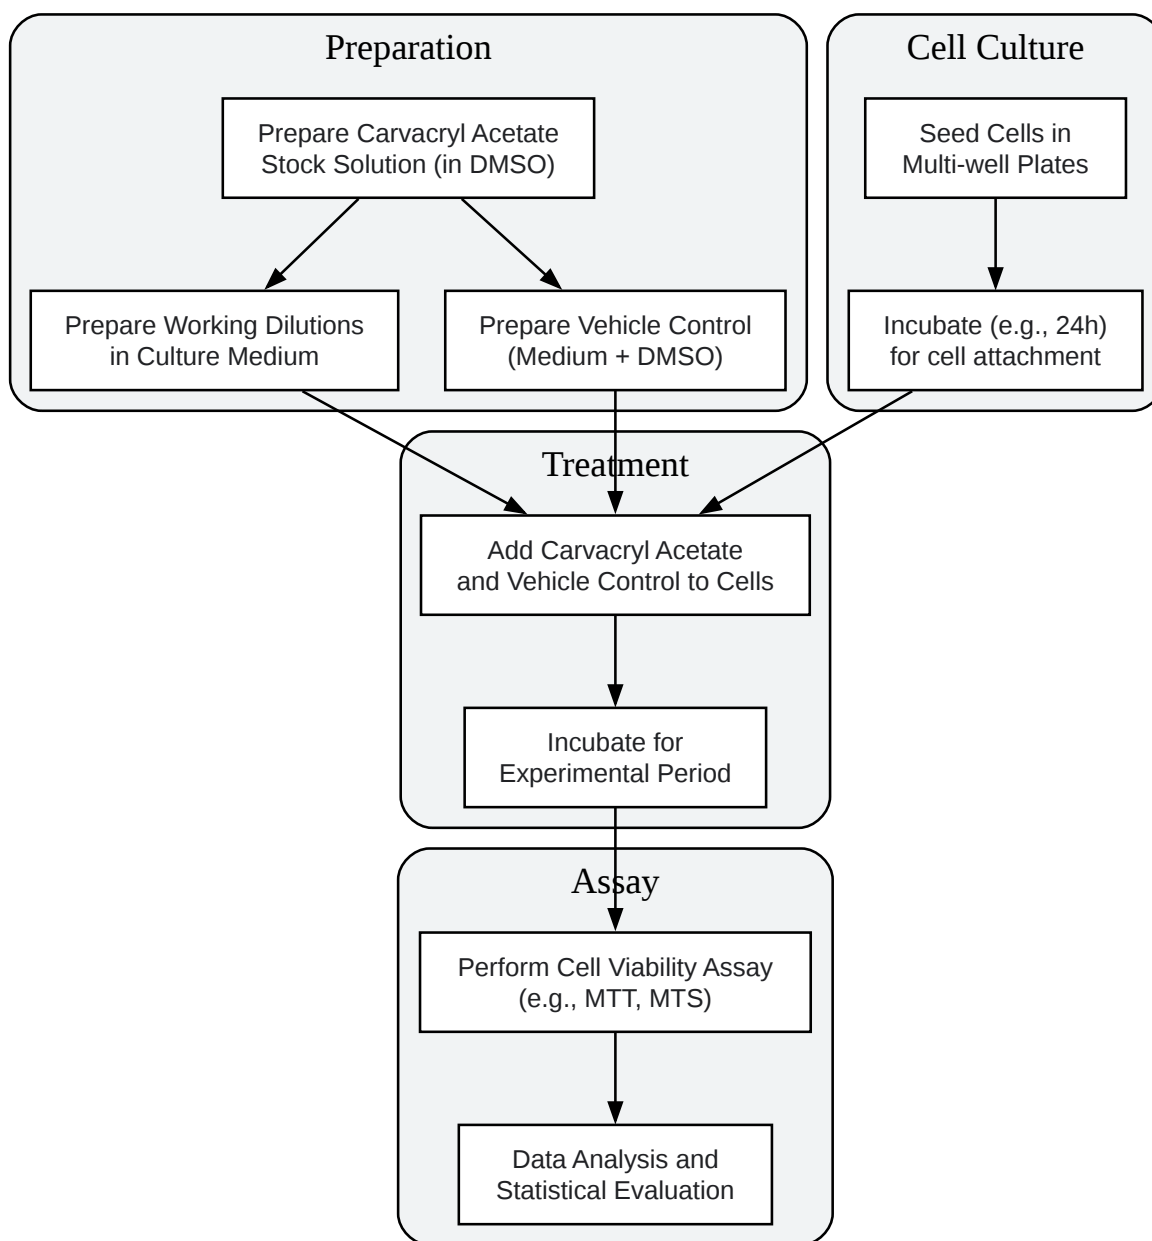 Preparation
Prepare Carvacryl Acetate
Stock Solution (in DMSO)
Prepare Working Dilutions
in Culture Medium
Prepare Vehicle Control
(Medium + DMSO)
Cell Culture
Seed Cells in
Multi-well Plates
Incubate (e.g., 24h)
for cell attachment
Treatment
Add Carvacryl Acetate
and Vehicle Control to Cells
Incubate for
Experimental Period
Assay
Perform Cell Viability Assay
(e.g., MTT, MTS)
Data Analysis and
Statistical Evaluation